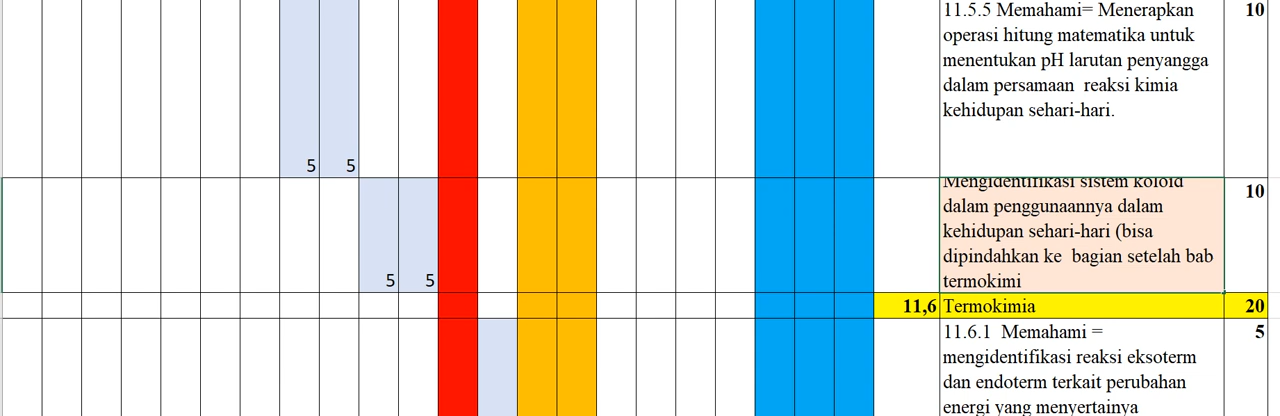 11.5.5 Memahami= Menerapkan 10
operasi hitung matematika untuk
menentukan pH larutan penyangga
dalam persamaan  reaksi kimia
kehidupan sehari-hari.
5 5
Mengidentifikasi sistem koloid 10
dalam penggunaannya dalam
kehidupan sehari-hari (bisa
dipindahkan ke  bagian setelah bab
termokimi
5 5
11,6 Termokimia 20
11.6.1  Memahami = 5
mengidentifikasi reaksi eksoterm
dan endoterm terkait perubahan
energi yang menyertainya